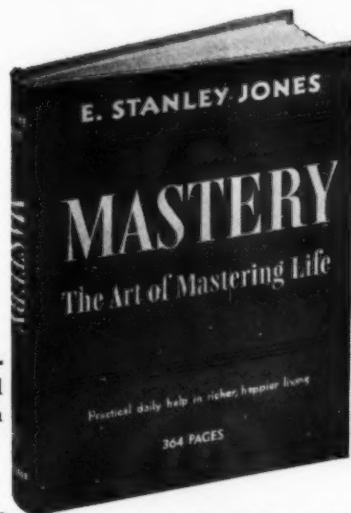 E. STANLEY JONES
MASTERY
The Art of Mastering Life
Practical daily help in richer, happier living
364 PAGES
MASTERY